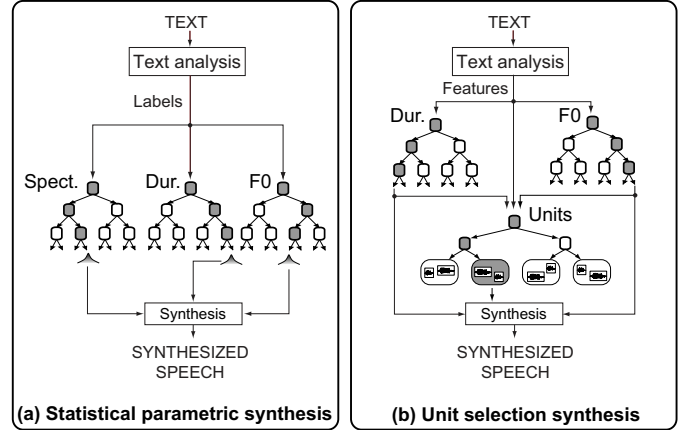 TEXT
Text analysis
Labels
Spect.
Dur.
F0
Synthesis
SYNTHESIZED
SPEECH
(a) Statistical parametric synthesis
TEXT
Text analysis
Features
Dur.
F0
Units
Synthesis
SYNTHESIZED
SPEECH
(b) Unit selection synthesis